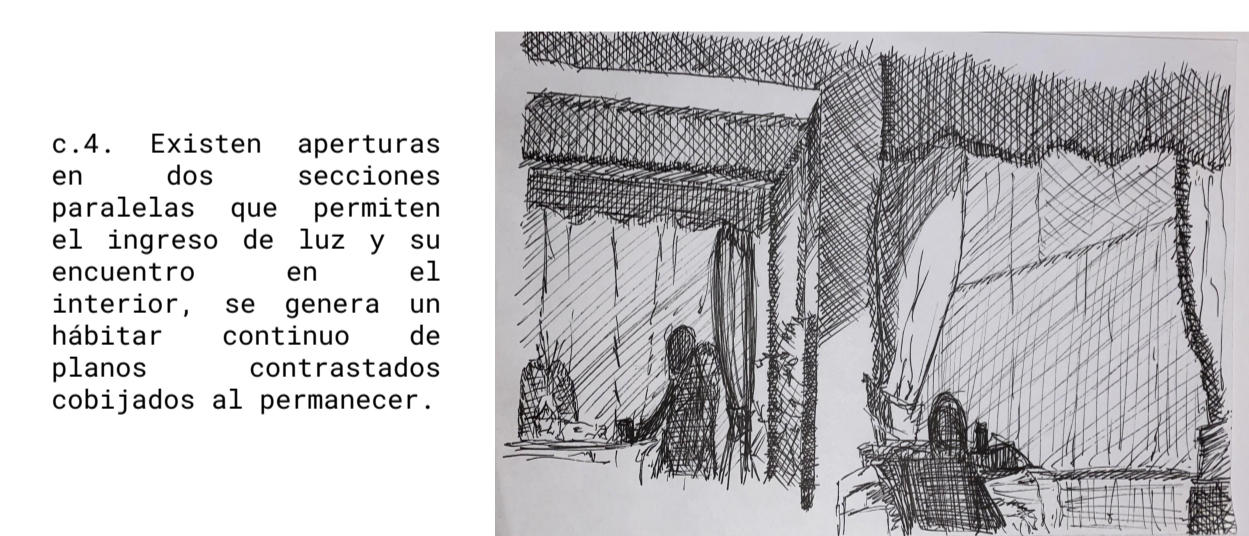 c.4. Existen aperturas
en dos secciones
paralelas que permiten
el ingreso de luz y su
encuentro en el
interior, se genera un
hábitar continuo de
planos contrastados
cobijados al permanecer.